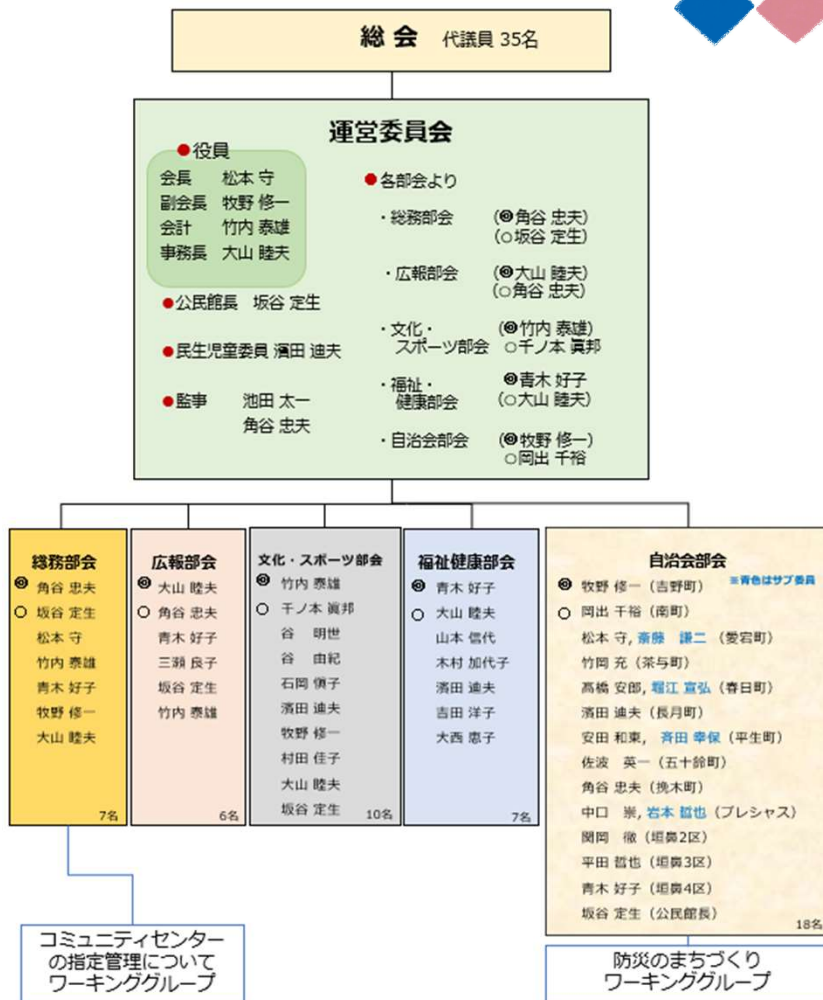 総会 代議員 35名
運営委員会
●役員
会長 松本 守
副会長 牧野 修一
会計 竹内 泰雄
事務長 大山 睦夫
●公民館長 坂谷 定生
●民生児童委員 濱田 迪夫
●監事 池田 太一
角谷 忠夫
●各部会より
・総務部会 (◎角谷 忠夫)
(○坂谷 定生)
・広報部会 (◎大山 睦夫)
(○角谷 忠夫)
・文化・ (◎竹内 泰雄)
スポーツ部会 ○千ノ本 眞邦
・福祉・ ◎青木 好子
健康部会 (○大山 睦夫)
・自治会部会 (◎牧野 修一)
○岡出 千裕
総務部会
◎ 角谷 忠夫
○ 坂谷 定生
松本 守
竹内 泰雄
青木 好子
牧野 修一
大山 睦夫
7名
広報部会
◎ 大山 睦夫
○ 角谷 忠夫
青木 好子
三瀬 良子
坂谷 定生
竹内 泰雄
6名
文化・スポーツ部会
◎ 竹内 泰雄
○ 千ノ本 眞邦
谷 明世
谷 由紀
石岡 慎子
濱田 迪夫
牧野 修一
村田 佳子
大山 睦夫
坂谷 定生
10名
福祉健康部会
◎ 青木 好子
○ 大山 睦夫
山本 信代
木村 加代子
濱田 迪夫
吉田 洋子
大西 恵子
7名
自治会部会
※青色はサブ委員
◎ 牧野 修一（吉野町）
○ 岡出 千裕（南町）
松本 守, 斎藤 謙二（愛宕町）
竹岡 充（茶与町）
髙橋 安郎, 堀江 宣弘（春日町）
濱田 迪夫（長月町）
安田 和東, 斉田 幸保（平生町）
佐波 英一（五十鈴町）
角谷 忠夫（挽木町）
中口 崇, 岩本 哲也（プレシャス）
関岡 徹（垣鼻2区）
平田 哲也（垣鼻3区）
青木 好子（垣鼻4区）
坂谷 定生（公民館長）
18名
コミュニティセンター
の指定管理について
ワーキンググループ
防災のまちづくり
ワーキンググループ